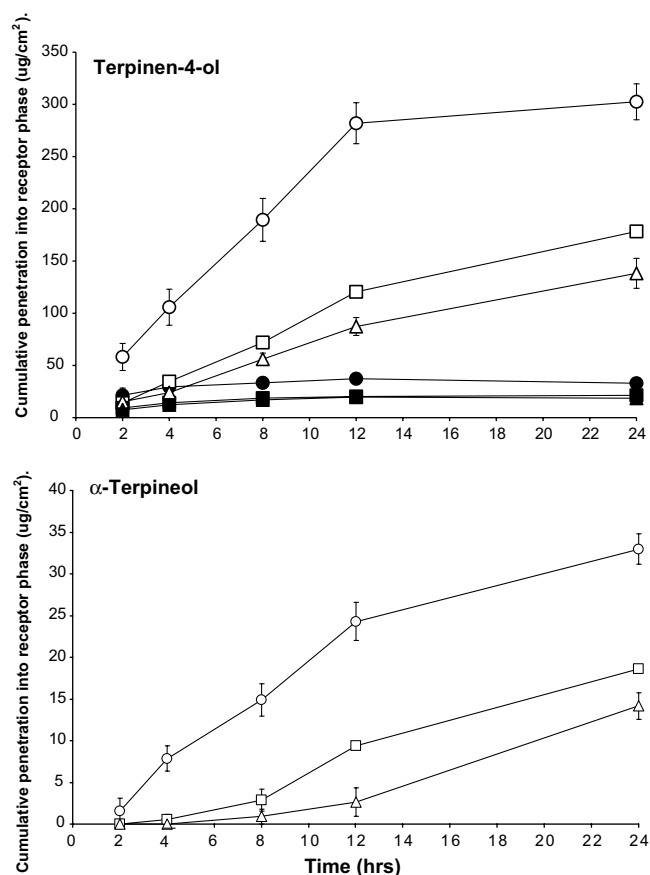 Cumulative penetration into receptor phase (ug/cm²).
350
Terpinen-4-ol
300
250
200
150
100
50
0
0 2 4 6 8 10 12 14 16 18 20 22 24
Cumulative penetration into receptor phase (ug/cm²).
40
α-Terpineol
35
30
25
20
15
10
5
0
0 2 4 6 8 10 12 14 16 18 20 22 24
Time (hrs)